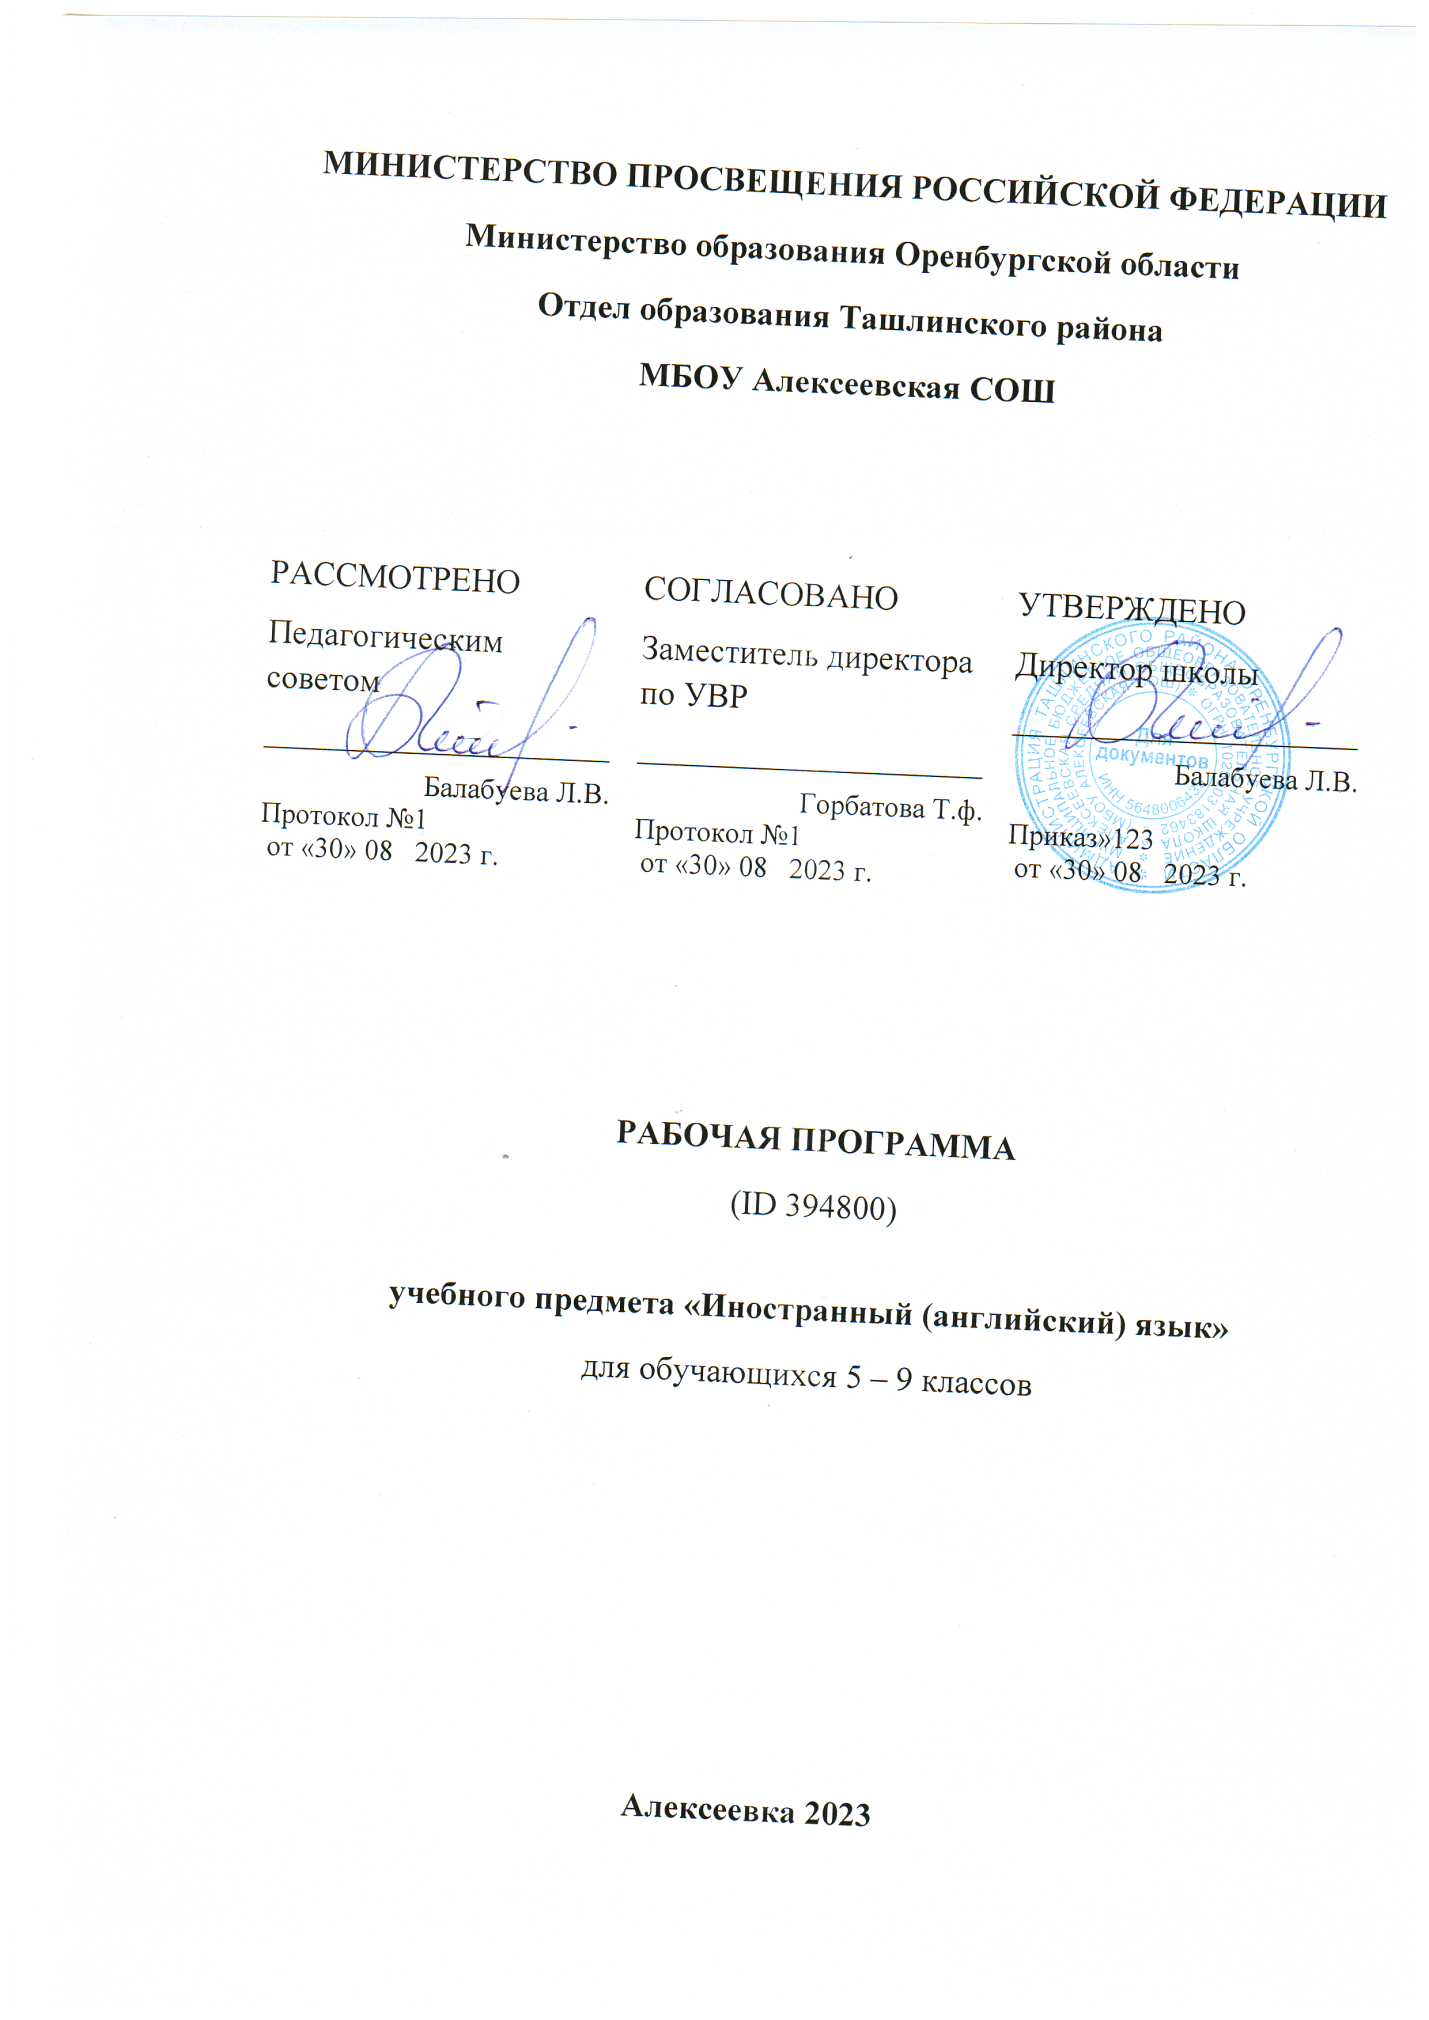 МИНИСТЕРСТВО ПРОСВЕЩЕНИЯ РОССИЙСКОЙ ФЕДЕРАЦИИ
Министерство образования Оренбургской области
Отдел образования Ташлинского района
МБОУ Алексеевская СОШ
РАССМОТРЕНО
Педагогическим
советом
Балабуева Л.В.
Протокол №1
от «30» 08 2023 г.
СОГЛАСОВАНО
Заместитель директора
по УВР
Горбатова Т.ф.
Протокол №1
от «30» 08 2023 г.
УТВЕРЖДЕНО
Директор школы
Балабуева Л.В.
Приказ»123
от «30» 08 2023 г.
для
документов
РАБОЧАЯ ПРОГРАММА
(ID 394800)
учебного предмета «Иностранный (английский) язык»
для обучающихся 5 – 9 классов
Алексеевка 2023